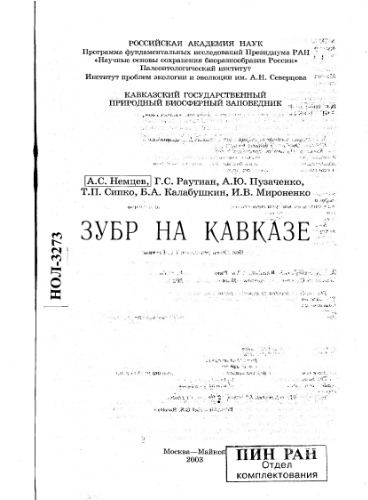 РОССИЙСКАЯ АКАДЕМИЯ НАУК
Программа фундаментальных исследований Президиума РАН
«Научные основы сохранения биоразнообразия России»
Палеонтологический институт
Институт проблем экологии и эволюции им. А.Н. Северцова
КАВКАЗСКИЙ ГОСУДАРСТВЕННЫЙ
ПРИРОДНЫЙ БИОСФЕРНЫЙ ЗАПОВЕДНИК
А.С. Немцев, Г.С. Раутиан, А.Ю. Пузаченко,
Т.П. Сипко, Б.А. Калабушкин, И.В. Мироненко
ЗУБР НА КАВКАЗЕ
НОЛ-3273
Москва—Майкоп
2003
ПИН РАН
Отдел
комплектования